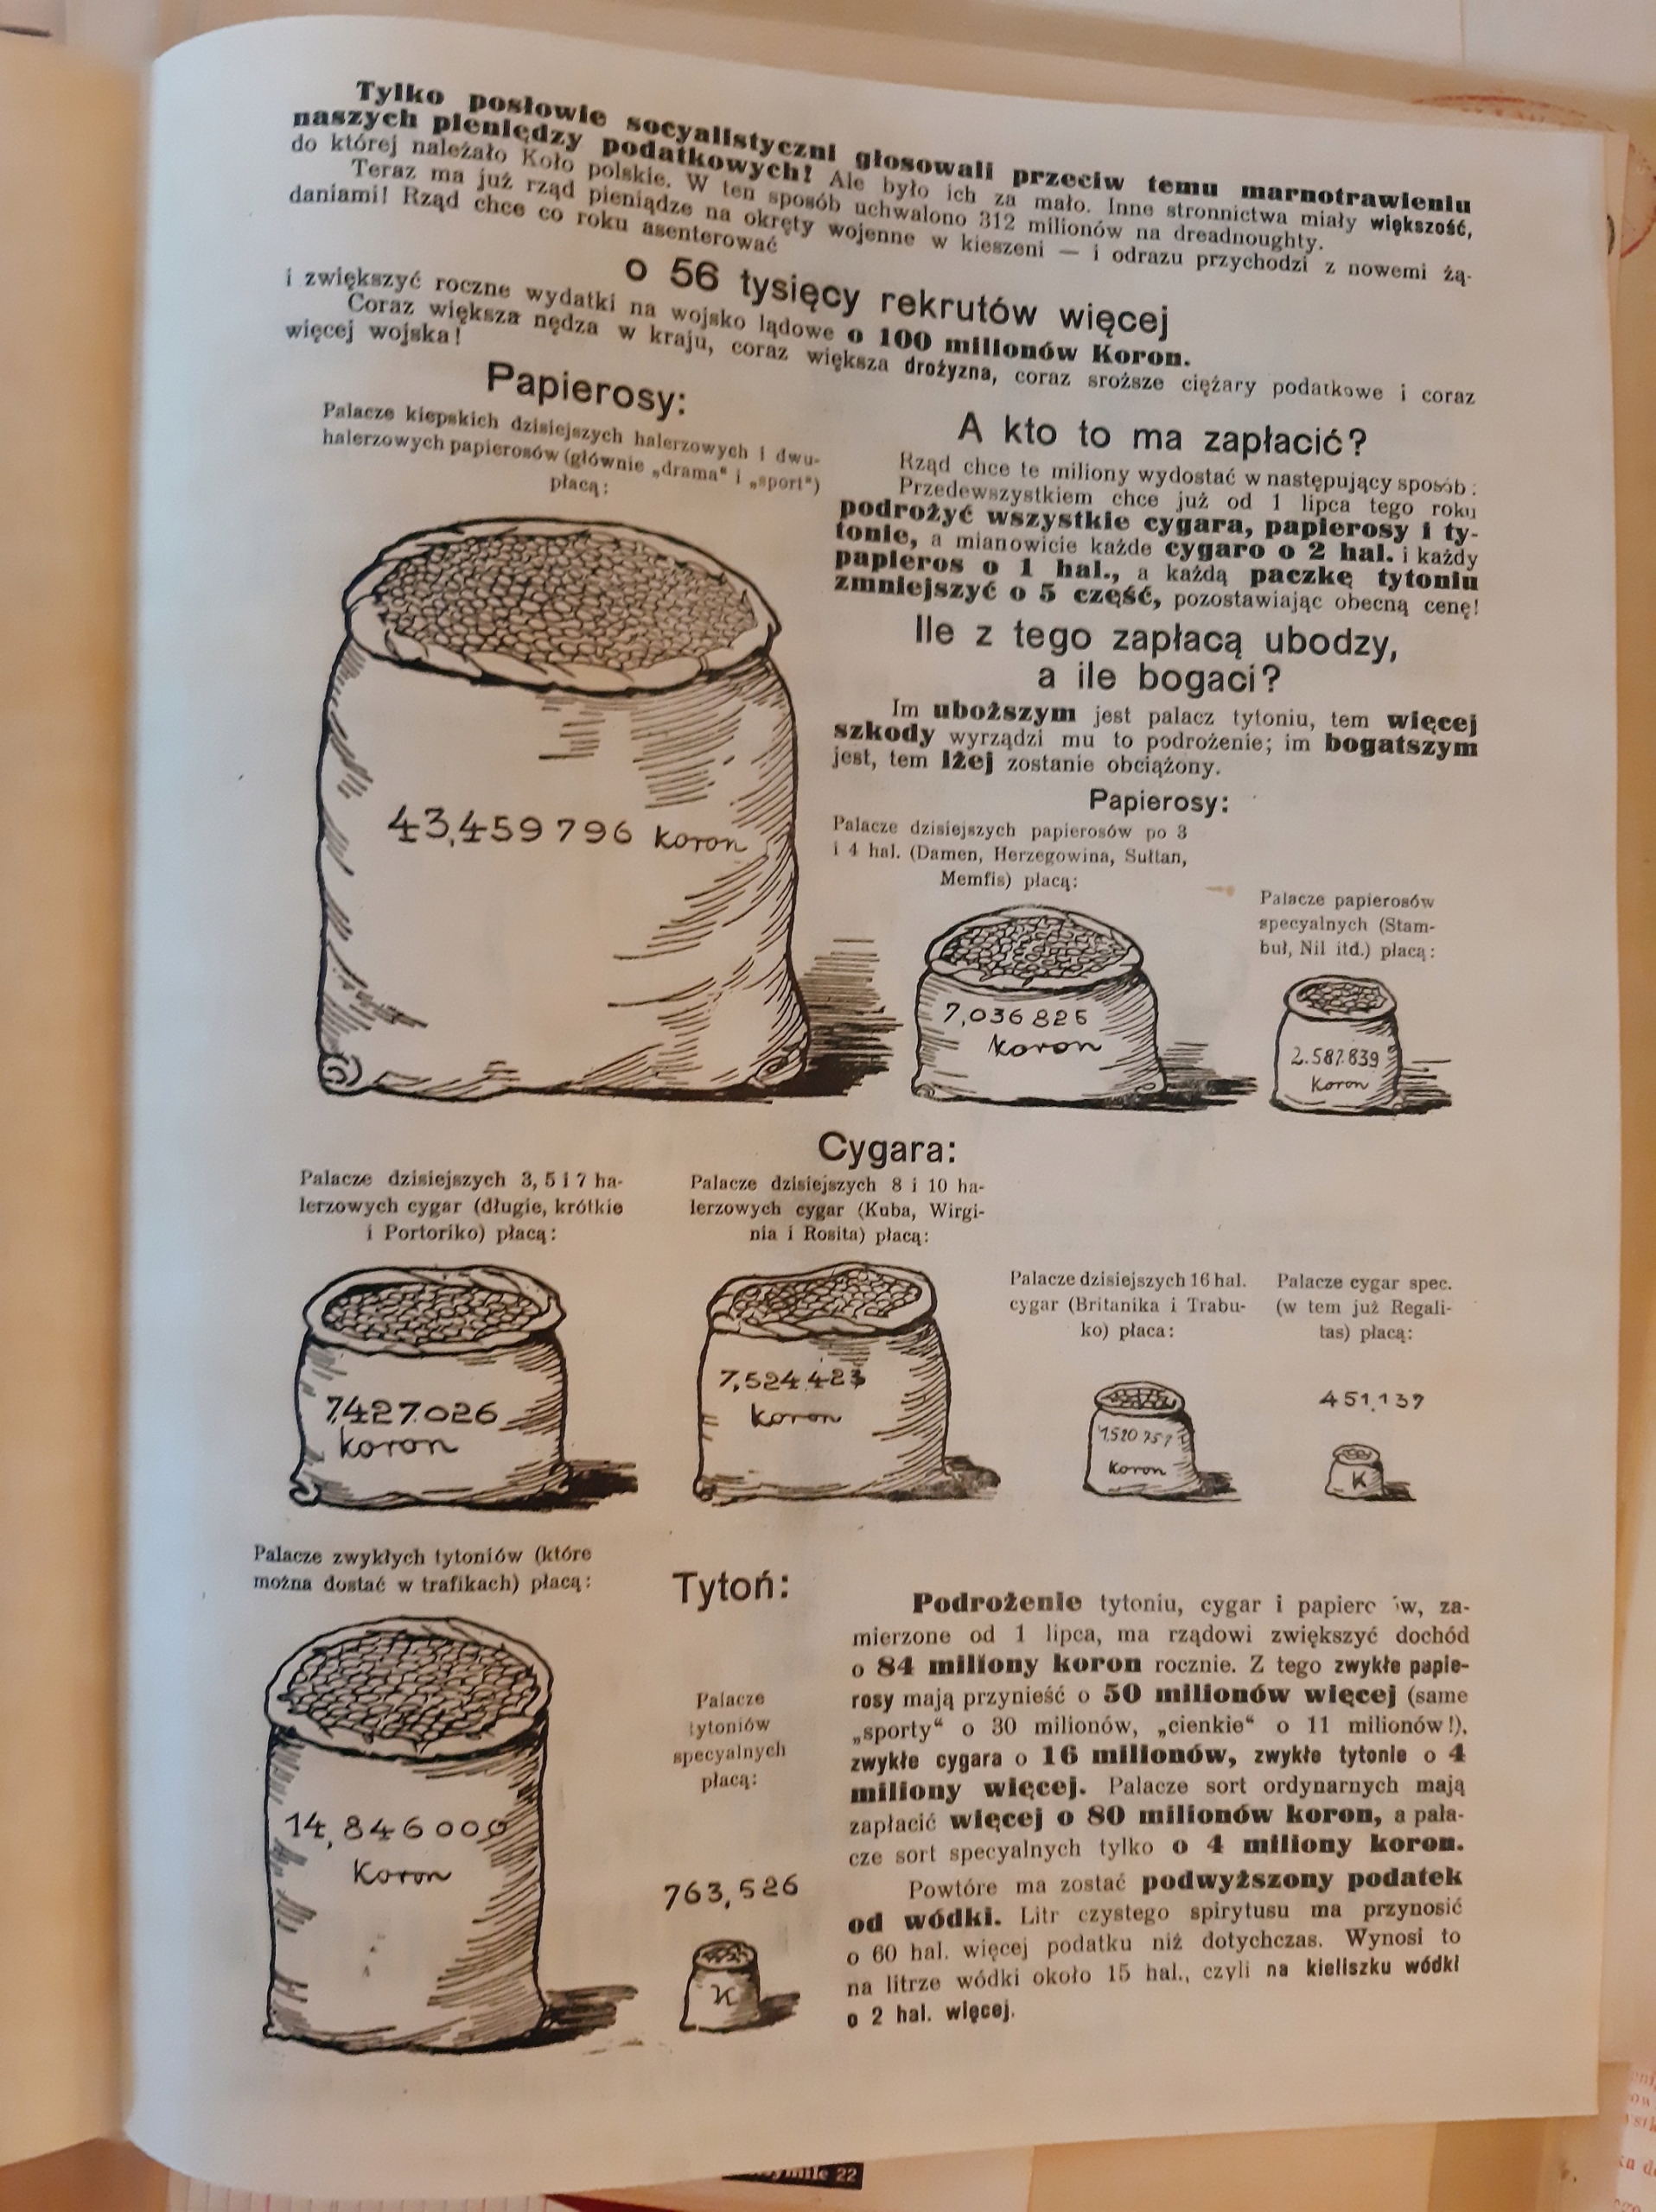 Tylko posłowie socyalistyczni głosowali przeciw temu marnotrawieniu
naszych pieniędzy podatkowych! Ale było ich za mało. Inne stronnictwa miały większość,
do której należało Koło polskie. W ten sposób uchwalono 312 milionów na dreadnoughty.
Teraz ma już rząd pieniądze na okręty wojenne w kieszeni — i odrazu przychodzi z nowemi żą-
daniami! Rząd chce co roku asenterować
o 56 tysięcy rekrutów więcej
i zwiększyć roczne wydatki na wojsko lądowe o 100 milionów Koron.
Coraz większa nędza w kraju, coraz większa drożyzna, coraz sroższe ciężary podatkowe i coraz
więcej wojska!
Papierosy:
Palacze kiepskich dzisiejszych halerzowych i dwu-
halerzowych papierosów (głównie „drama" i „sport")
płacą:
43,459796 koron
A kto to ma zapłacić?
Rząd chce te miliony wydostać w następujący sposób:
Przedewszystkiem chce już od 1 lipca tego roku
podrożyć wszystkie cygara, papierosy i ty-
tonie, a mianowicie każde cygaro o 2 hal. i każdy
papieros o 1 hal., a każdą paczkę tytoniu
zmniejszyć o 5 część, pozostawiając obecną cenę!
Ile z tego zapłacą ubodzy,
a ile bogaci?
Im uboższym jest palacz tytoniu, tem więcej
szkody wyrządzi mu to podrożenie; im bogatszym
jest, tem lżej zostanie obciążony.
Papierosy:
Palacze dzisiejszych papierosów po 3
i 4 hal. (Damen, Herzegowina, Sułtan,
Memfis) płacą:
7,036825
koron
Palacze papierosów
specyalnych (Stam-
buł, Nil itd.) płacą:
2.587.839
koron
Cygara:
Palacze dzisiejszych 3, 5 i 7 ha-
lerzowych cygar (długie, krótkie
i Portoriko) płacą:
7,427.026
koron
Palacze dzisiejszych 8 i 10 ha-
lerzowych cygar (Kuba, Wirgi-
nia i Rosita) płacą:
7,524.423
koron
Palacze dzisiejszych 16 hal.
cygar (Britanika i Trabu-
ko) płaca:
koron
Palacze cygar spec.
(w tem już Regali-
tas) płacą:
451.139
K
Palacze zwykłych tytoniów (które
można dostać w trafikach) płacą:
14,846000
Koron
Tytoń:
Palacze
tytoniów
specyalnych
płacą:
763,526
K
Podrożenie tytoniu, cygar i za-
mierzone od 1 lipca, ma rządowi zwiększyć dochód
o 84 miliony koron rocznie. Z tego zwykłe papie-
rosy mają przynieść o 50 milionów więcej (same
„sporty" o 30 milionów, „cienkie" o 11 milionów!),
zwykłe cygara o 16 milionów, zwykłe tytonie o 4
miliony więcej. Palacze sort ordynarnych mają
zapłacić więcej o 80 milionów koron, a pala-
cze sort specyalnych tylko o 4 miliony koron.
Powtóre ma zostać podwyższony podatek
od wódki. Litr czystego spirytusu ma przynosić
o 60 hal. więcej podatku niż dotychczas. Wynosi to
na litrze wódki około 15 hal., czyli na kieliszku wódki
o 2 hal. więcej.
22